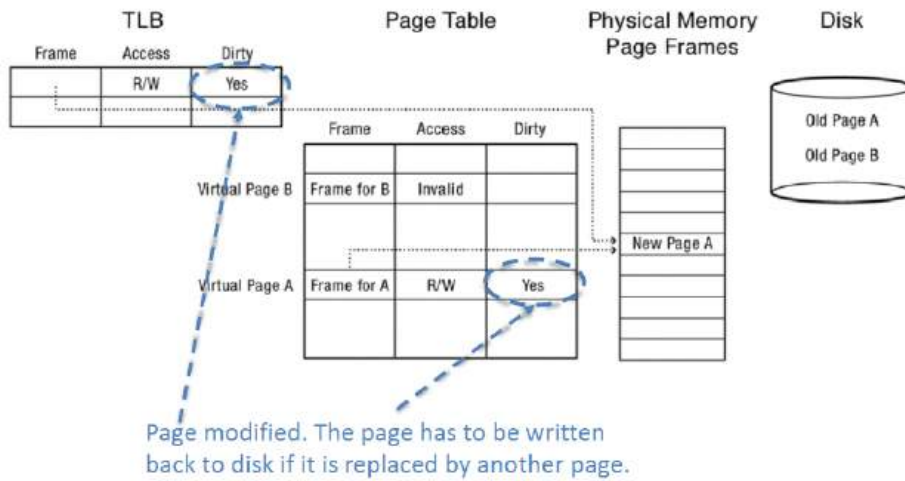 TLB
Page Table
Physical Memory
Page Frames
Disk
Frame Access Dirty
R/W Yes
Old Page A
Old Page B
Frame Access Dirty
Virtual Page B Frame for B Invalid
New Page A
Virtual Page A Frame for A R/W Yes
Page modified. The page has to be written
back to disk if it is replaced by another page.